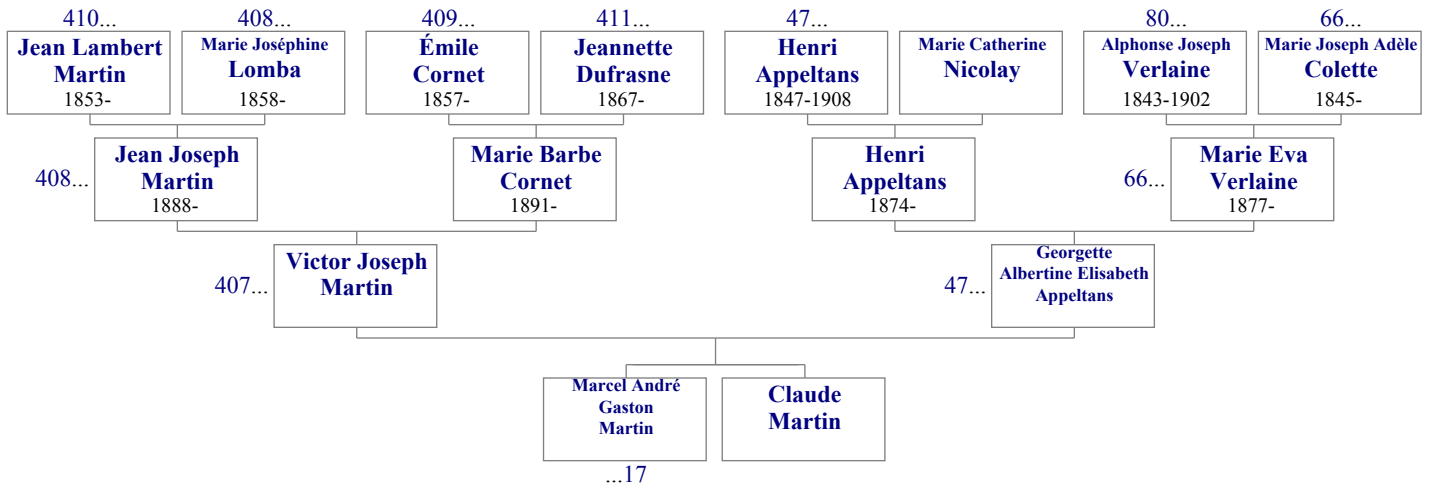 410...
408...
409...
411...
47...
80...
66...
Jean Lambert
Martin
1853-
Marie Joséphine
Lomba
1858-
Émile
Cornet
1857-
Jeannette
Dufrasne
1867-
Henri
Appeltans
1847-1908
Marie Catherine
Nicolay
Alphonse Joseph
Verlaine
1843-1902
Marie Joseph Adèle
Colette
1845-
408...
Jean Joseph
Martin
1888-
Marie Barbe
Cornet
1891-
Henri
Appeltans
1874-
66...
Marie Eva
Verlaine
1877-
407...
Victor Joseph
Martin
47...
Georgette
Albertine Elisabeth
Appeltans
Marcel André
Gaston
Martin
Claude
Martin
...17